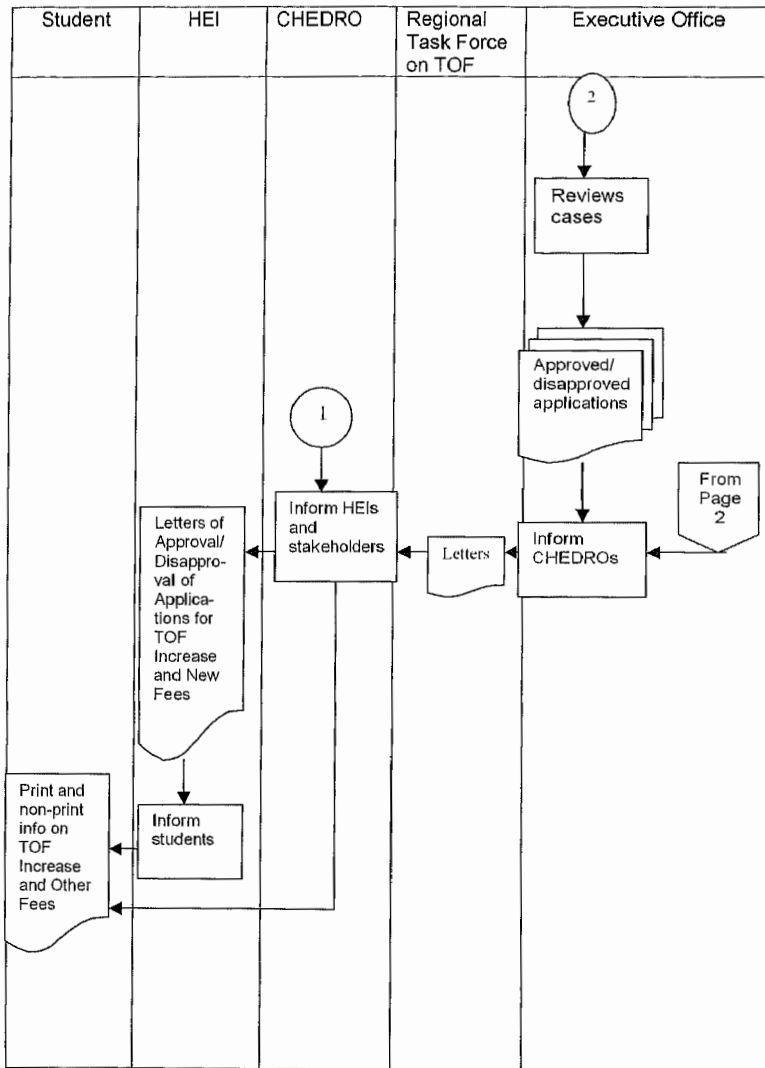 Student
HEI
CHEDRO
Regional
Task Force
on TOF
Executive Office
2
Reviews
cases
Approved/
disapproved
applications
1
From
Page
2
Inform HEIs
and
stakeholders
Letters
Inform
CHEDROs
Letters of
Approval/
Disappro-
val of
Applica-
tions for
TOF
Increase
and New
Fees
Print and
non-print
info on
TOF
Increase
and Other
Fees
Inform
students